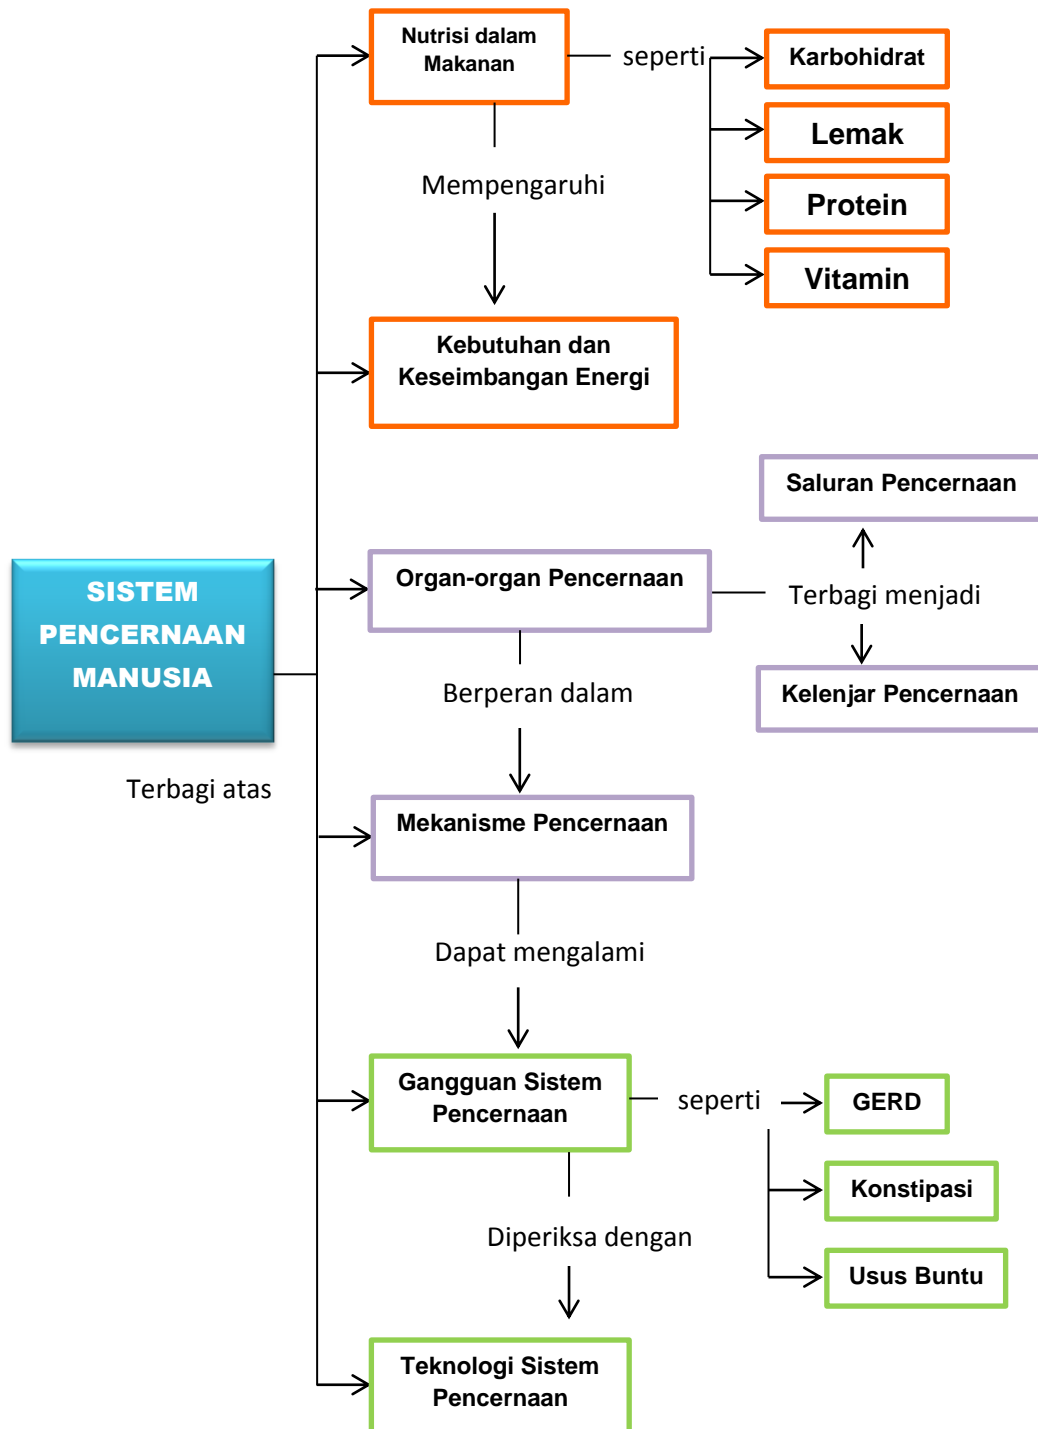 Nutrisi dalam
Makanan
seperti
Karbohidrat
Lemak
Protein
Vitamin
Mempengaruhi
Kebutuhan dan
Keseimbangan Energi
Saluran Pencernaan
SISTEM
PENCERNAAN
MANUSIA
Organ-organ Pencernaan
Terbagi menjadi
Kelenjar Pencernaan
Berperan dalam
Terbagi atas
Mekanisme Pencernaan
Dapat mengalami
Gangguan Sistem
Pencernaan
seperti
GERD
Konstipasi
Usus Buntu
Diperiksa dengan
Teknologi Sistem
Pencernaan